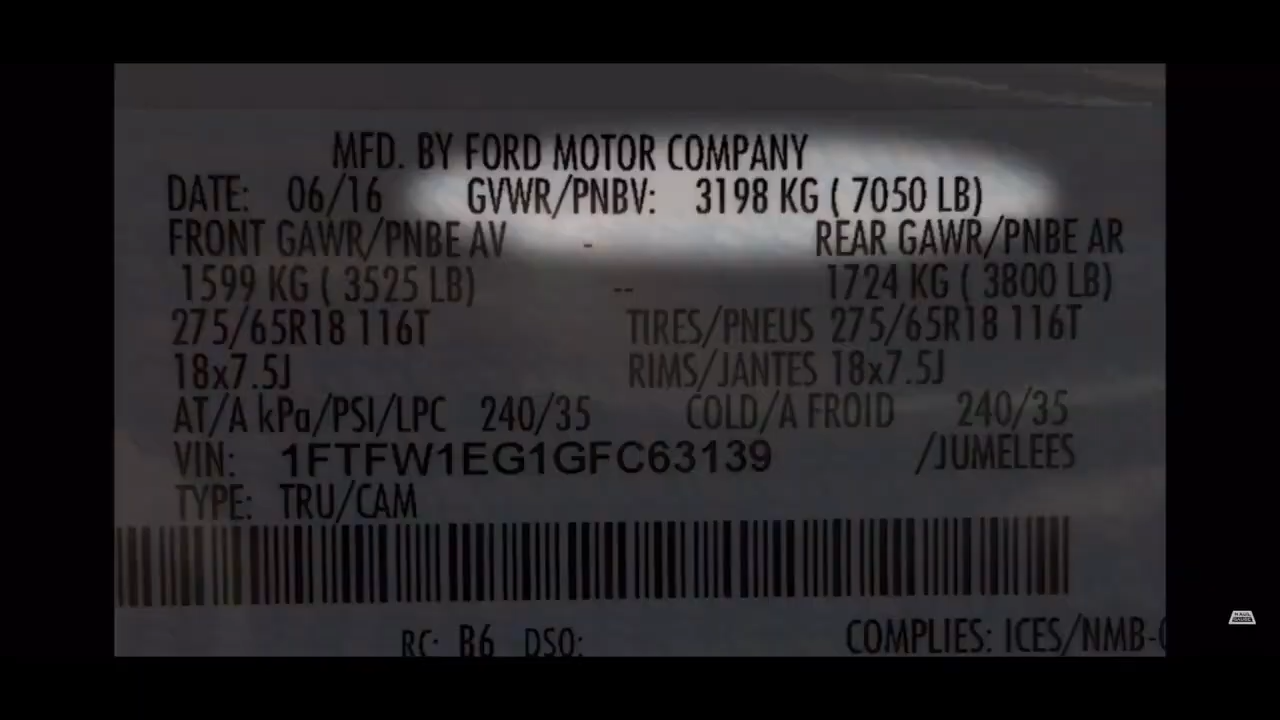 MFD. BY FORD MOTOR COMPANY
DATE: 06/16 GVWR/PNBV: 3198 KG ( 7050 LB)
FRONT GAWR/PNBE AV - REAR GAWR/PNBE AR
1599 KG ( 3525 LB) -- 1724 KG ( 3800 LB)
275/65R18 116T TIRES/PNEUS 275/65R18 116T
18x7.5J RIMS/JANTES 18x7.5J
AT/A kPa/PSI/LPC 240/35 COLD/A FROID 240/35
VIN: 1FTFW1EG1GFC63139 /JUMELEES
TYPE: TRU/CAM
RC: B6 DSO: COMPLIES: ICES/NMB-